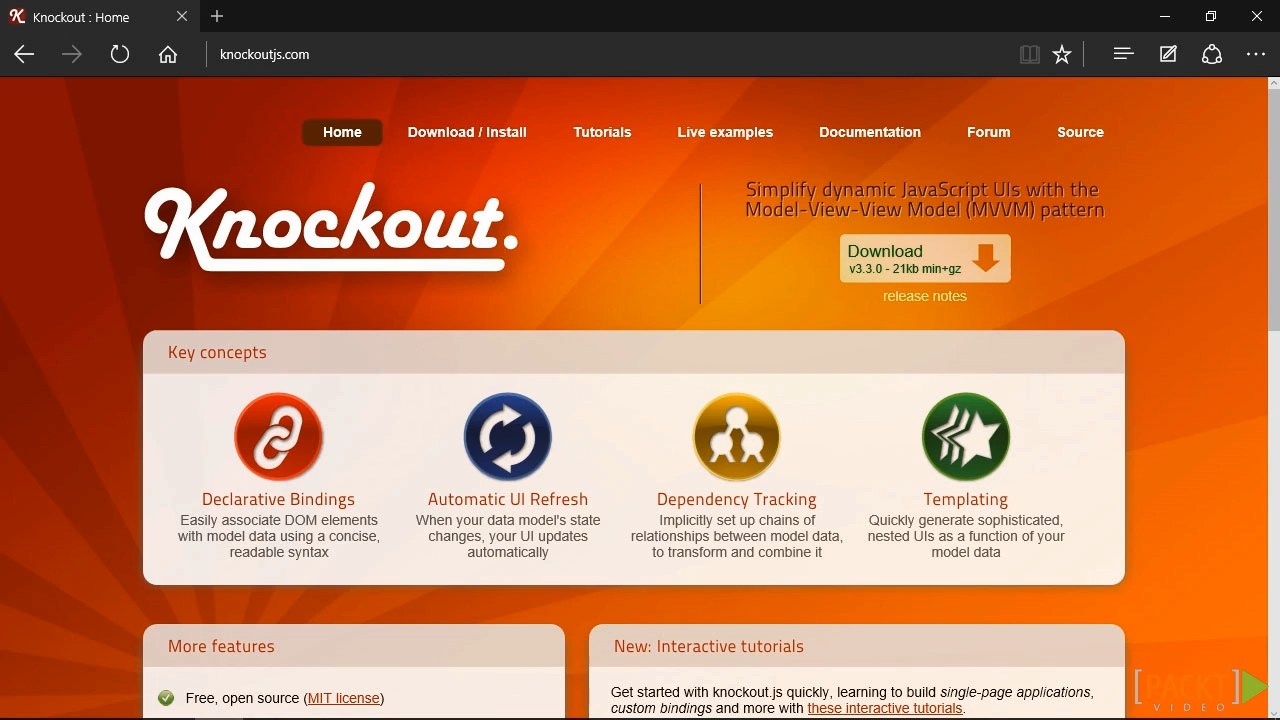 Knockout : Home
knockoutjs.com
Home Download / Install Tutorials Live examples Documentation Forum Source
Knockout.
Simplify dynamic JavaScript UIs with the
Model-View-View Model (MVVM) pattern
Download
v3.3.0 - 21kb min+gz
release notes
Key concepts
Declarative Bindings
Easily associate DOM elements
with model data using a concise,
readable syntax
Automatic UI Refresh
When your data model's state
changes, your UI updates
automatically
Dependency Tracking
Implicitly set up chains of
relationships between model data,
to transform and combine it
Templating
Quickly generate sophisticated,
nested UIs as a function of your
model data
More features
Free, open source (MIT license)
New: Interactive tutorials
Get started with knockout.js quickly, learning to build single-page applications,
custom bindings and more with these interactive tutorials.
[PACKT]
VIDEO